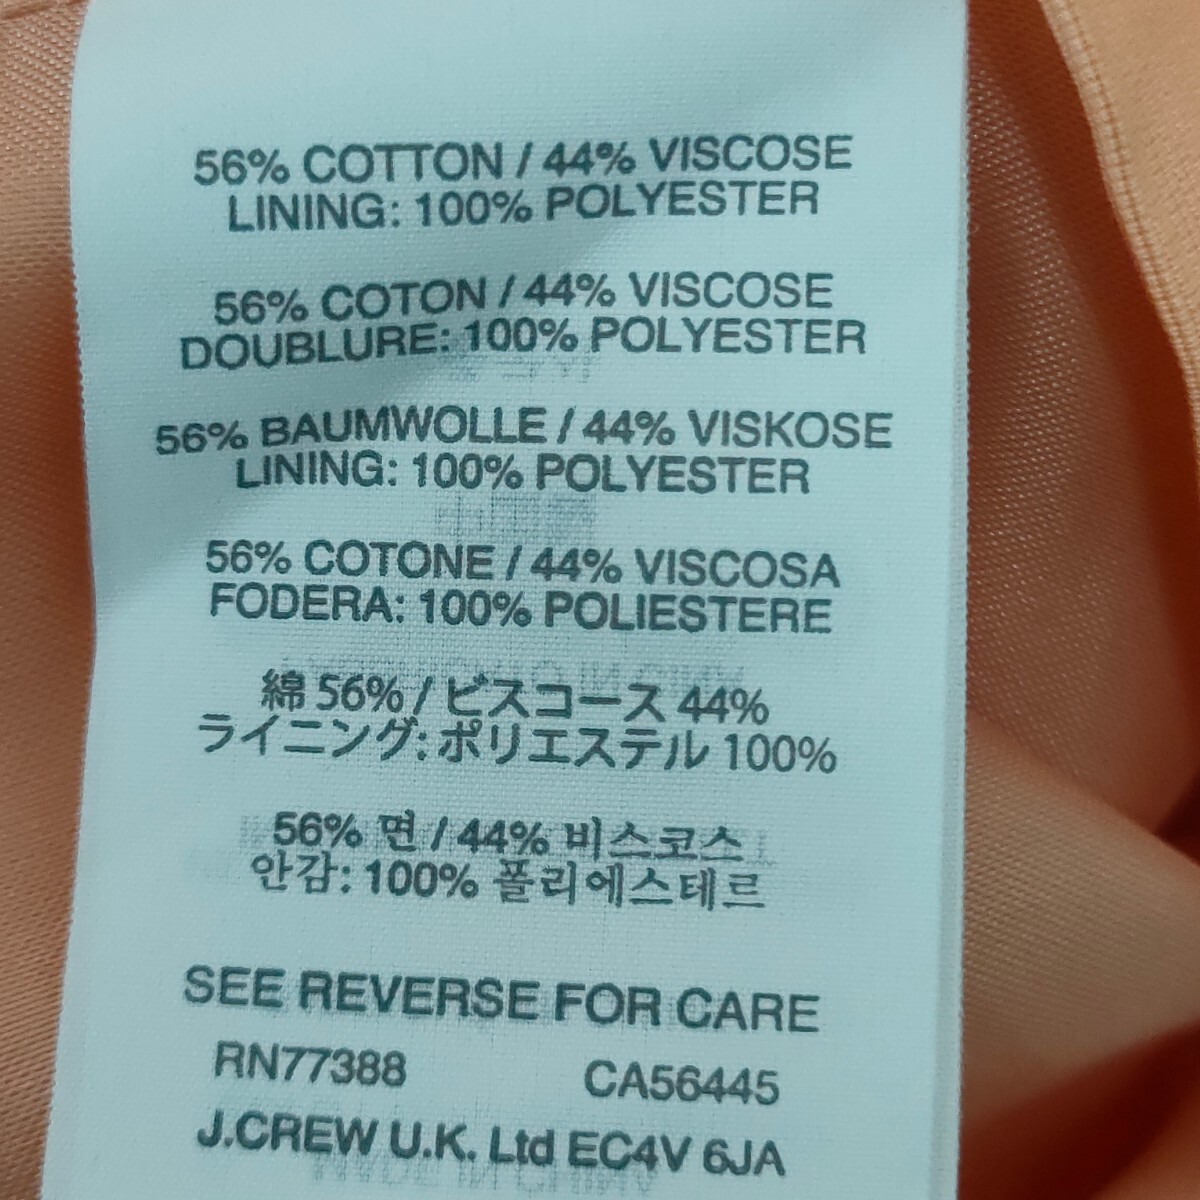 56% COTTON / 44% VISCOSE
LINING: 100% POLYESTER
56% COTON / 44% VISCOSE
DOUBLURE: 100% POLYESTER
56% BAUMWOLLE / 44% VISKOSE
LINING: 100% POLYESTER
56% COTONE / 44% VISCOSA
FODERA: 100% POLIESTERE
綿 56% / ビスコース 44%
ライニング: ポリエステル 100%
56% 면 / 44% 비스코스
안감: 100% 폴리에스테르
SEE REVERSE FOR CARE
RN77388 CA56445
J.CREW U.K. Ltd EC4V 6JA